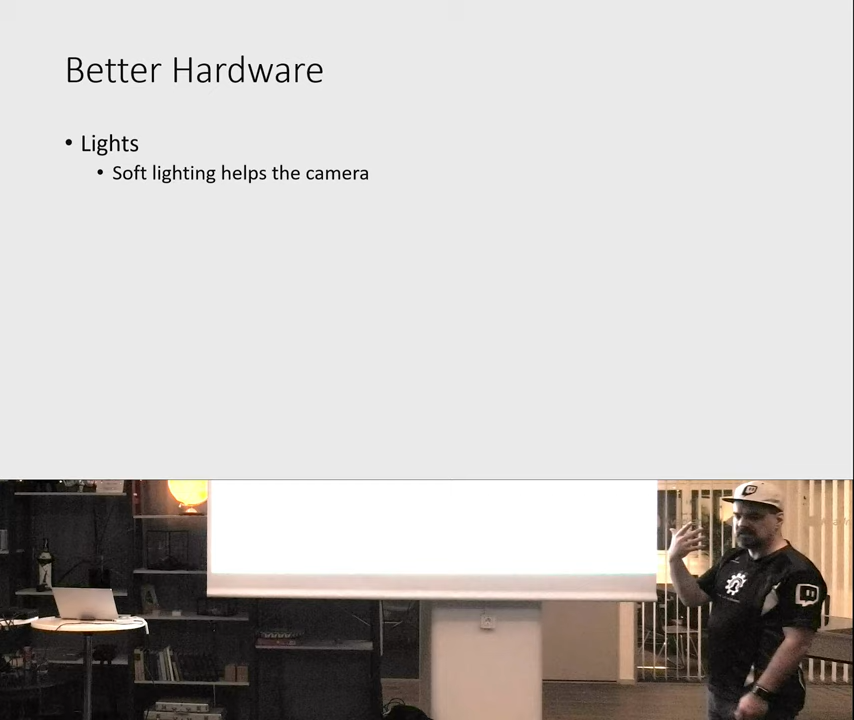 Better Hardware
• Lights
• Soft lighting helps the camera